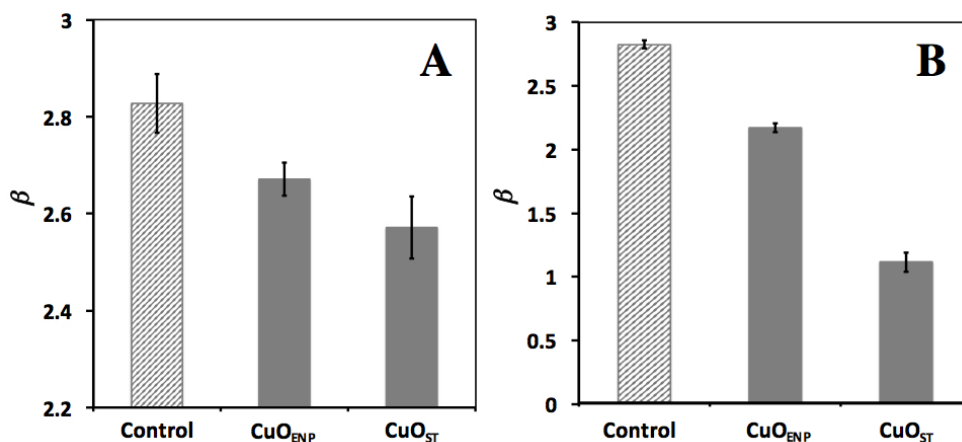 A
3
2.8
2.6
2.4
2.2
β
Control CuO_ENP CuO_ST
B
3
2.5
2
1.5
1
0.5
0
β
Control CuO_ENP CuO_ST